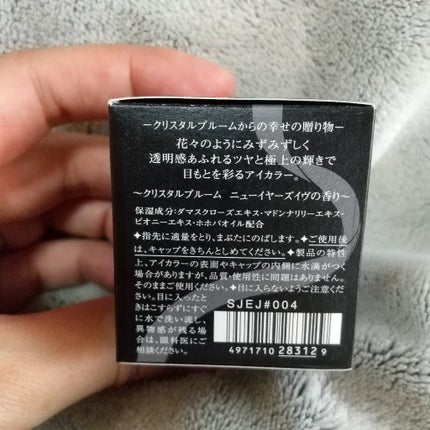 －クリスタルブルームからの幸せの贈り物－
花々のようにみずみずしく
透明感あふれるツヤと極上の輝きで
目もとを彩るアイカラー。
～クリスタルブルーム ニューイヤーズイヴの香り～
保湿成分:ダマスクローズエキス・マドンナリリーエキス・
ピオニーエキス・ホホバオイル配合
✦指先に適量をとり、まぶたにのばします。✦ご使用後
は、キャップをきちんとしめてください。✦製品の特性
上、アイカラーの表面やキャップの内側に水滴がつく
場合がありますが、品質・使用性に問題はありません。
そのままご使用ください。✦目に入らないようご注意くだ
さい。目に入ったと
きはこすらずにすぐ
に水で洗い流し、
異物感が残る場合
は、眼科医にご
相談ください。
SJEJ#004
4971710 28312 9